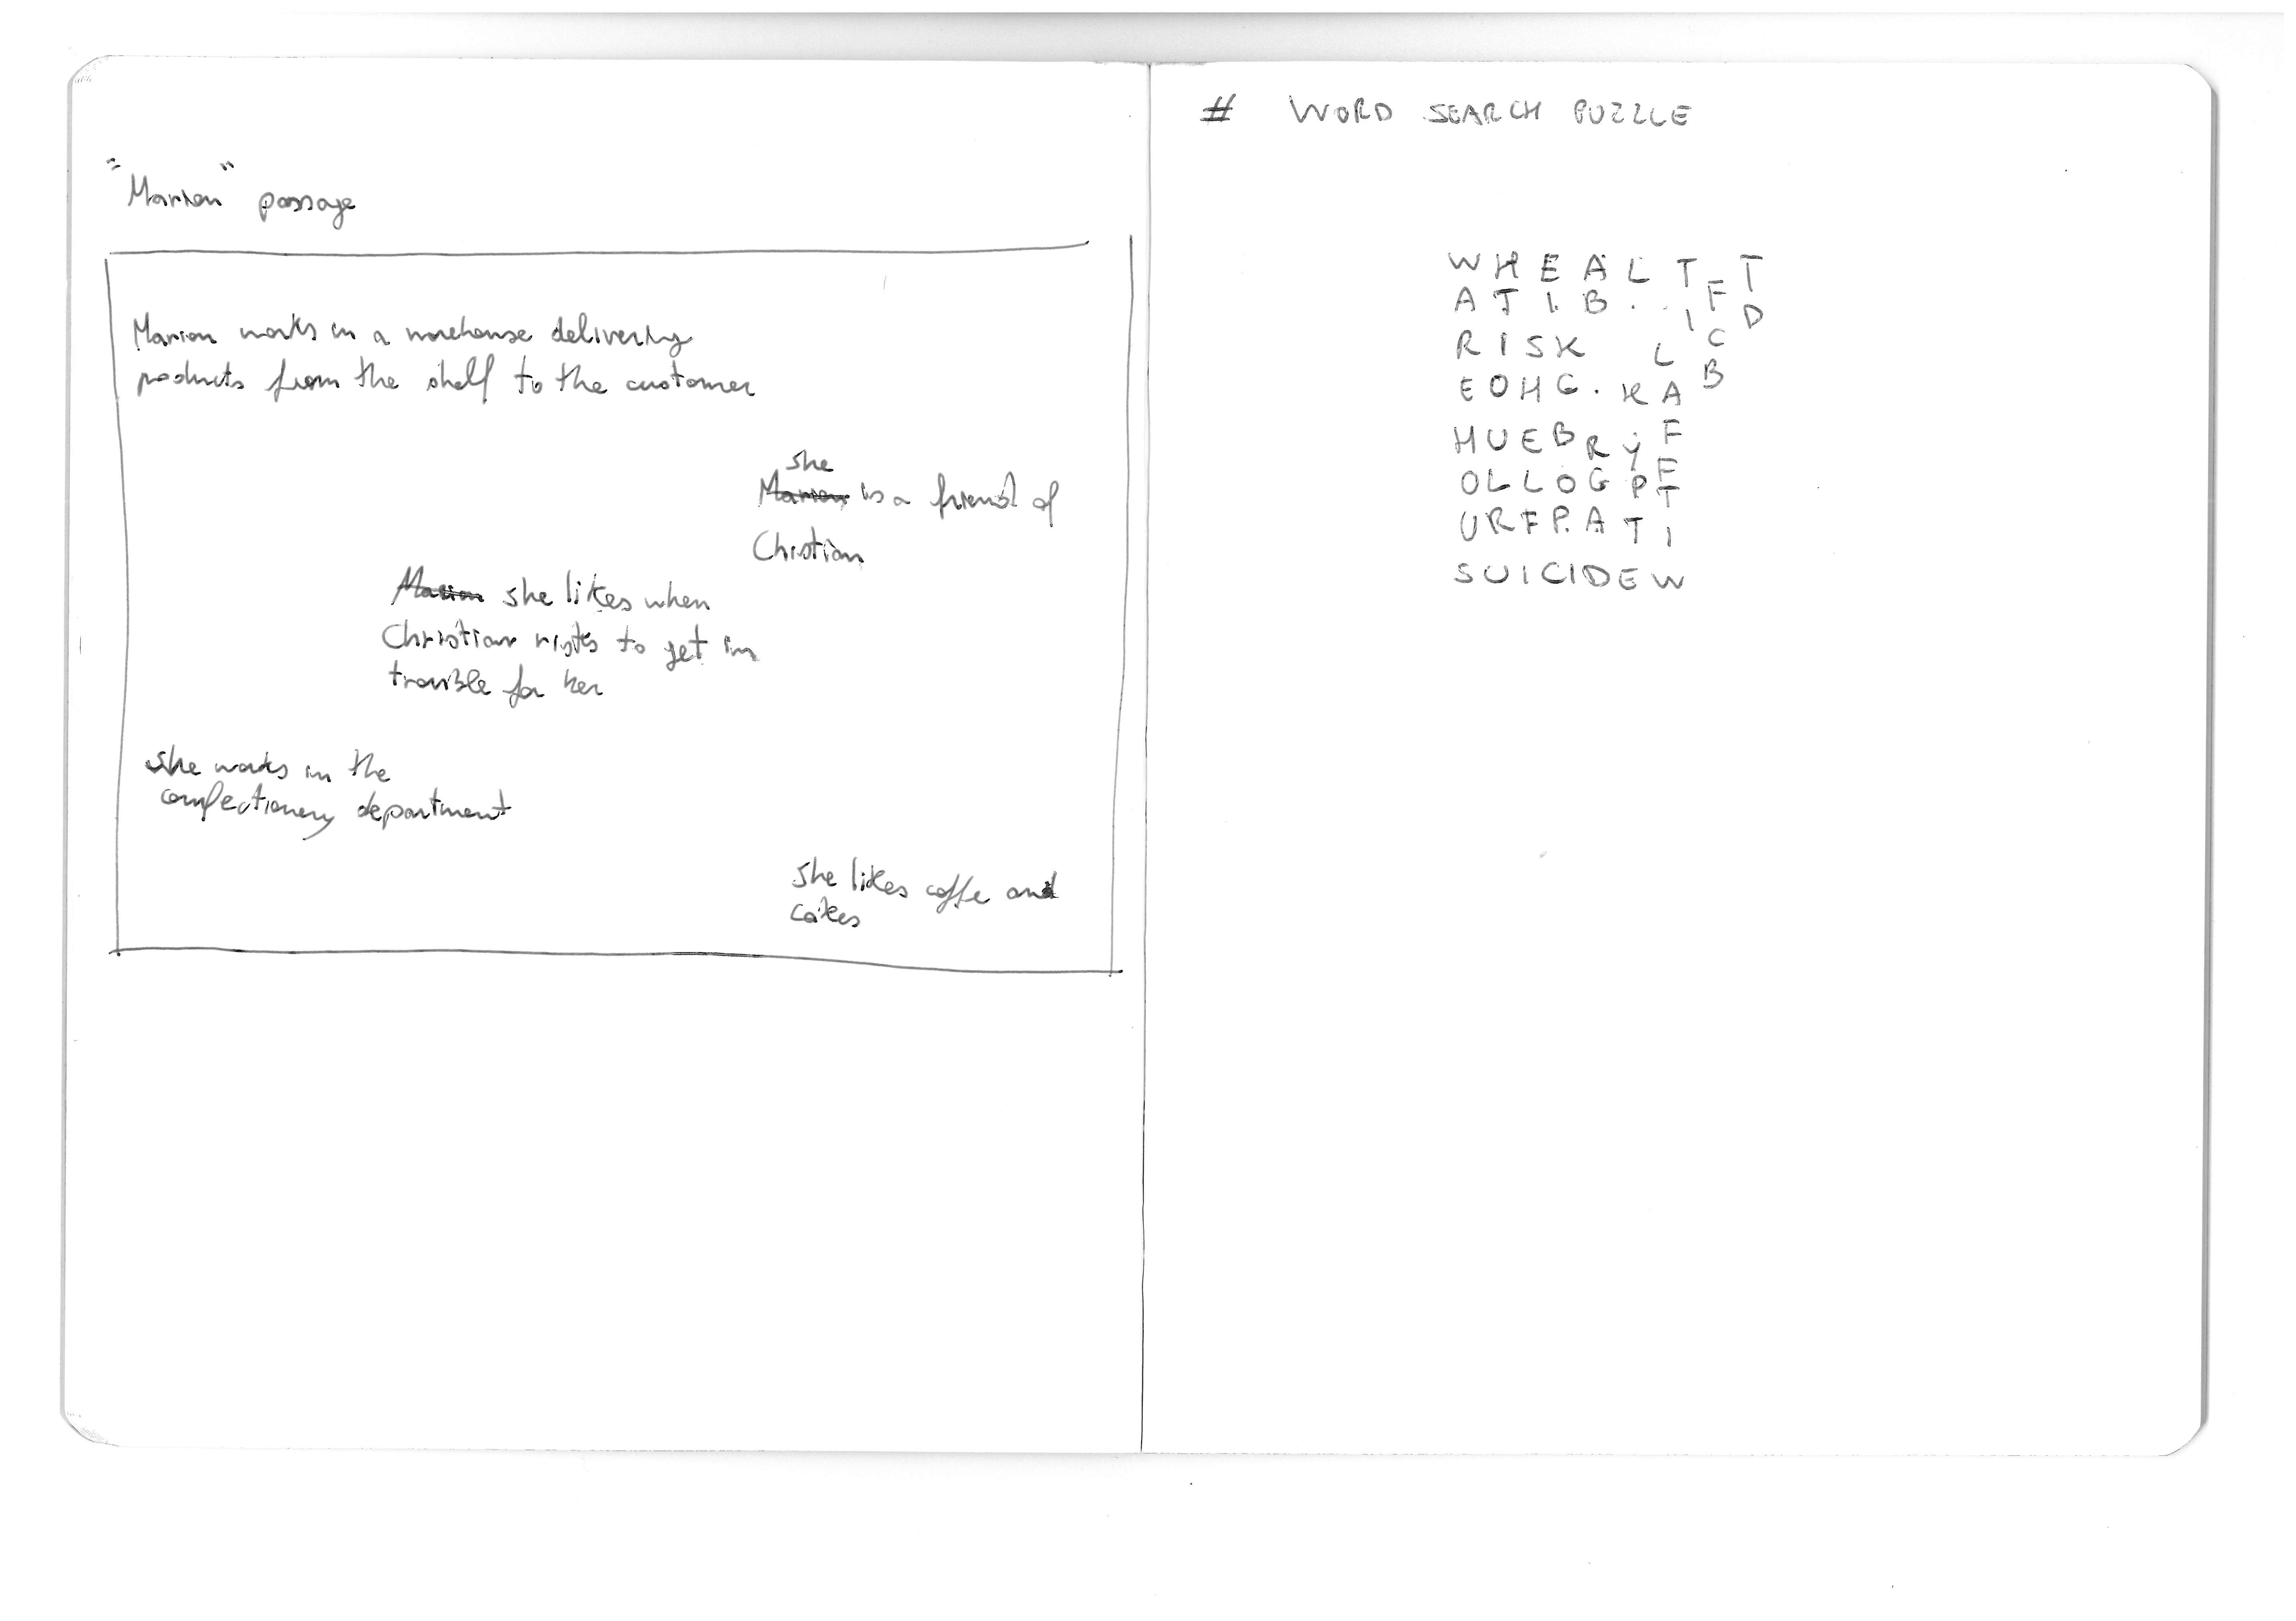 "Marion" passage
Marion works in a warehouse delivering
products from the shelf to the customer
she
Marion is a friend of
Christian
Marion she likes when
Christian risks to get in
trouble for her
she works in the
confectionery department
she likes coffe and
cakes
# WORD SEARCH PUZZLE
W H E A L T F T
A T I B . . I D
R I S K L C
E O H G . K A B
H U E B R Y F
O L L O G P F T
U R F P. A T I
S U I C I D E W